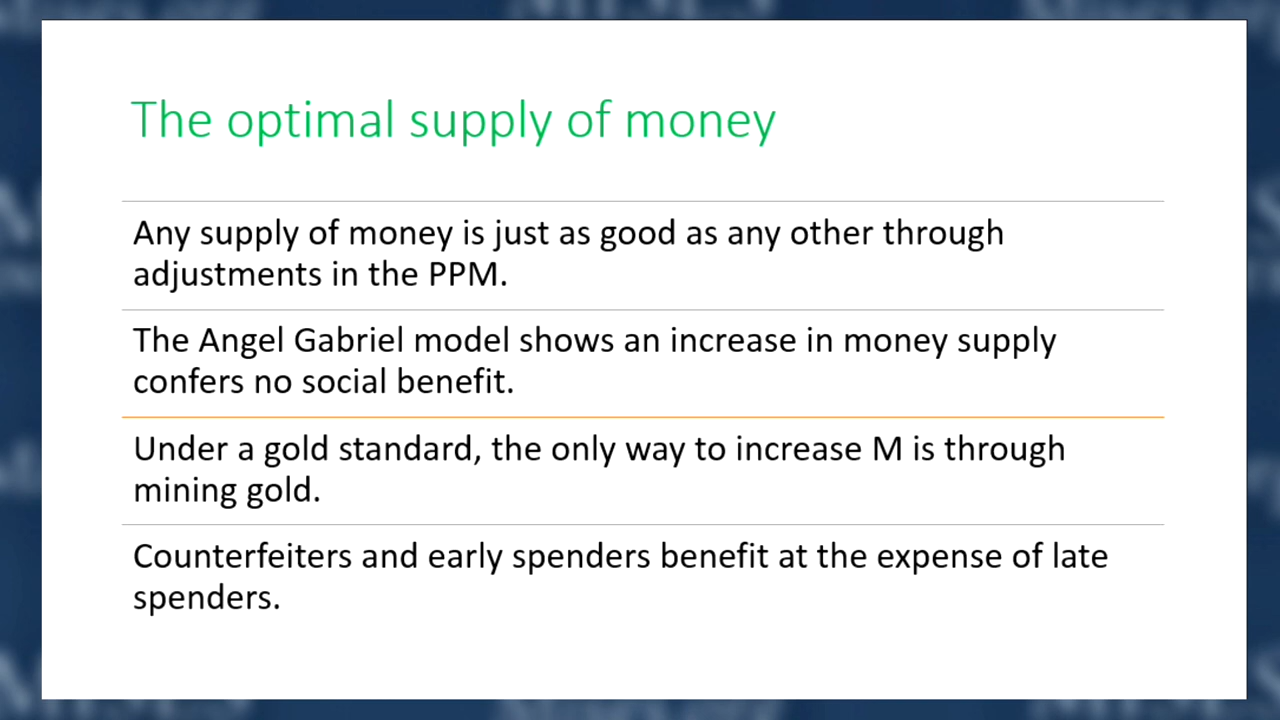 The optimal supply of money
Any supply of money is just as good as any other through
adjustments in the PPM.
The Angel Gabriel model shows an increase in money supply
confers no social benefit.
Under a gold standard, the only way to increase M is through
mining gold.
Counterfeiters and early spenders benefit at the expense of late
spenders.